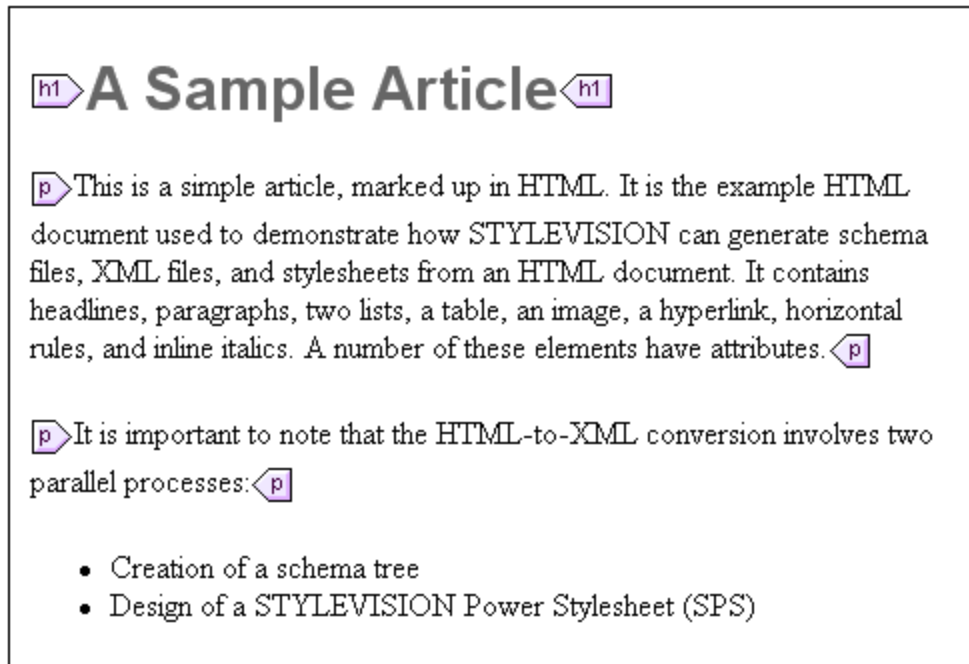 h1 A Sample Article h1
p This is a simple article, marked up in HTML. It is the example HTML
document used to demonstrate how STYLEVISION can generate schema
files, XML files, and stylesheets from an HTML document. It contains
headlines, paragraphs, two lists, a table, an image, a hyperlink, horizontal
rules, and inline italics. A number of these elements have attributes. p
p It is important to note that the HTML-to-XML conversion involves two
parallel processes: p
• Creation of a schema tree
• Design of a STYLEVISION Power Stylesheet (SPS)